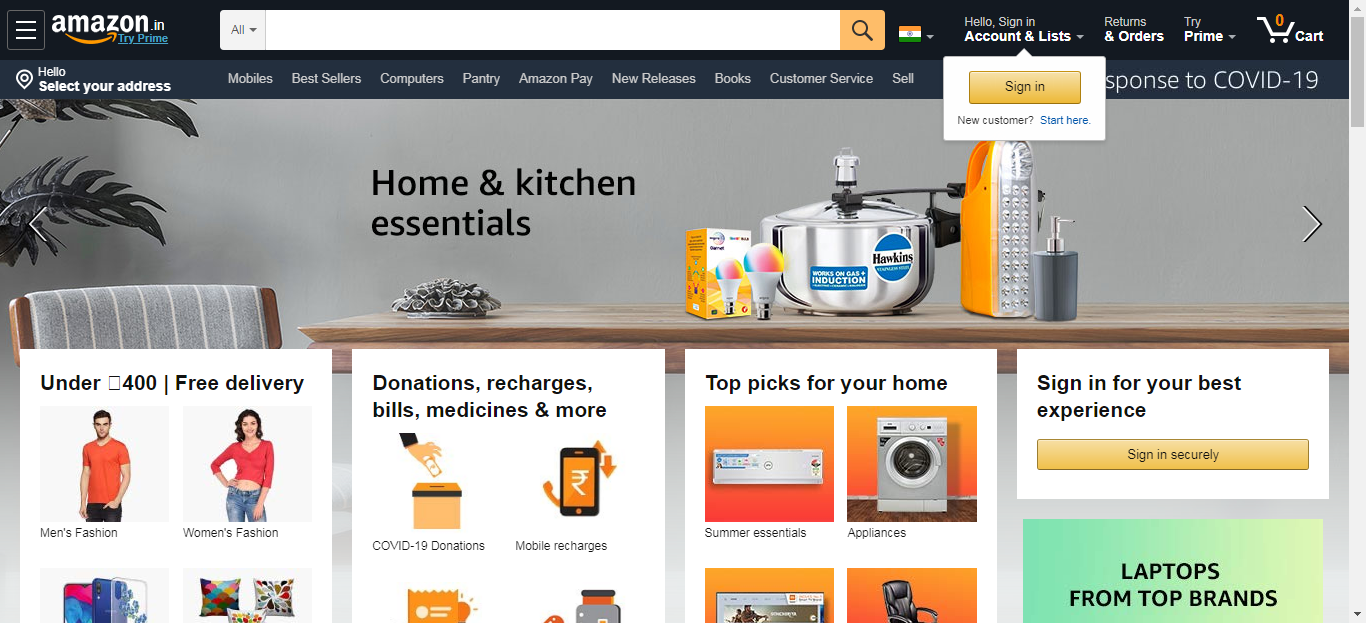 amazon.in
Try Prime
All
Hello, Sign in
Account & Lists
Returns
& Orders
Try
Prime
0
Cart
Hello
Select your address
Mobiles
Best Sellers
Computers
Pantry
Amazon Pay
New Releases
Books
Customer Service
Sell
sponse to COVID-19
Sign in
New customer? Start here.
Home & kitchen
essentials
Hawkins
STAINLESS STEEL
WORKS ON GAS +
INDUCTION
Under 400 | Free delivery
Men's Fashion
Women's Fashion
Donations, recharges,
bills, medicines & more
₹
COVID-19 Donations
Mobile recharges
Top picks for your home
Summer essentials
Appliances
Sign in for your best
experience
Sign in securely
LAPTOPS
FROM TOP BRANDS